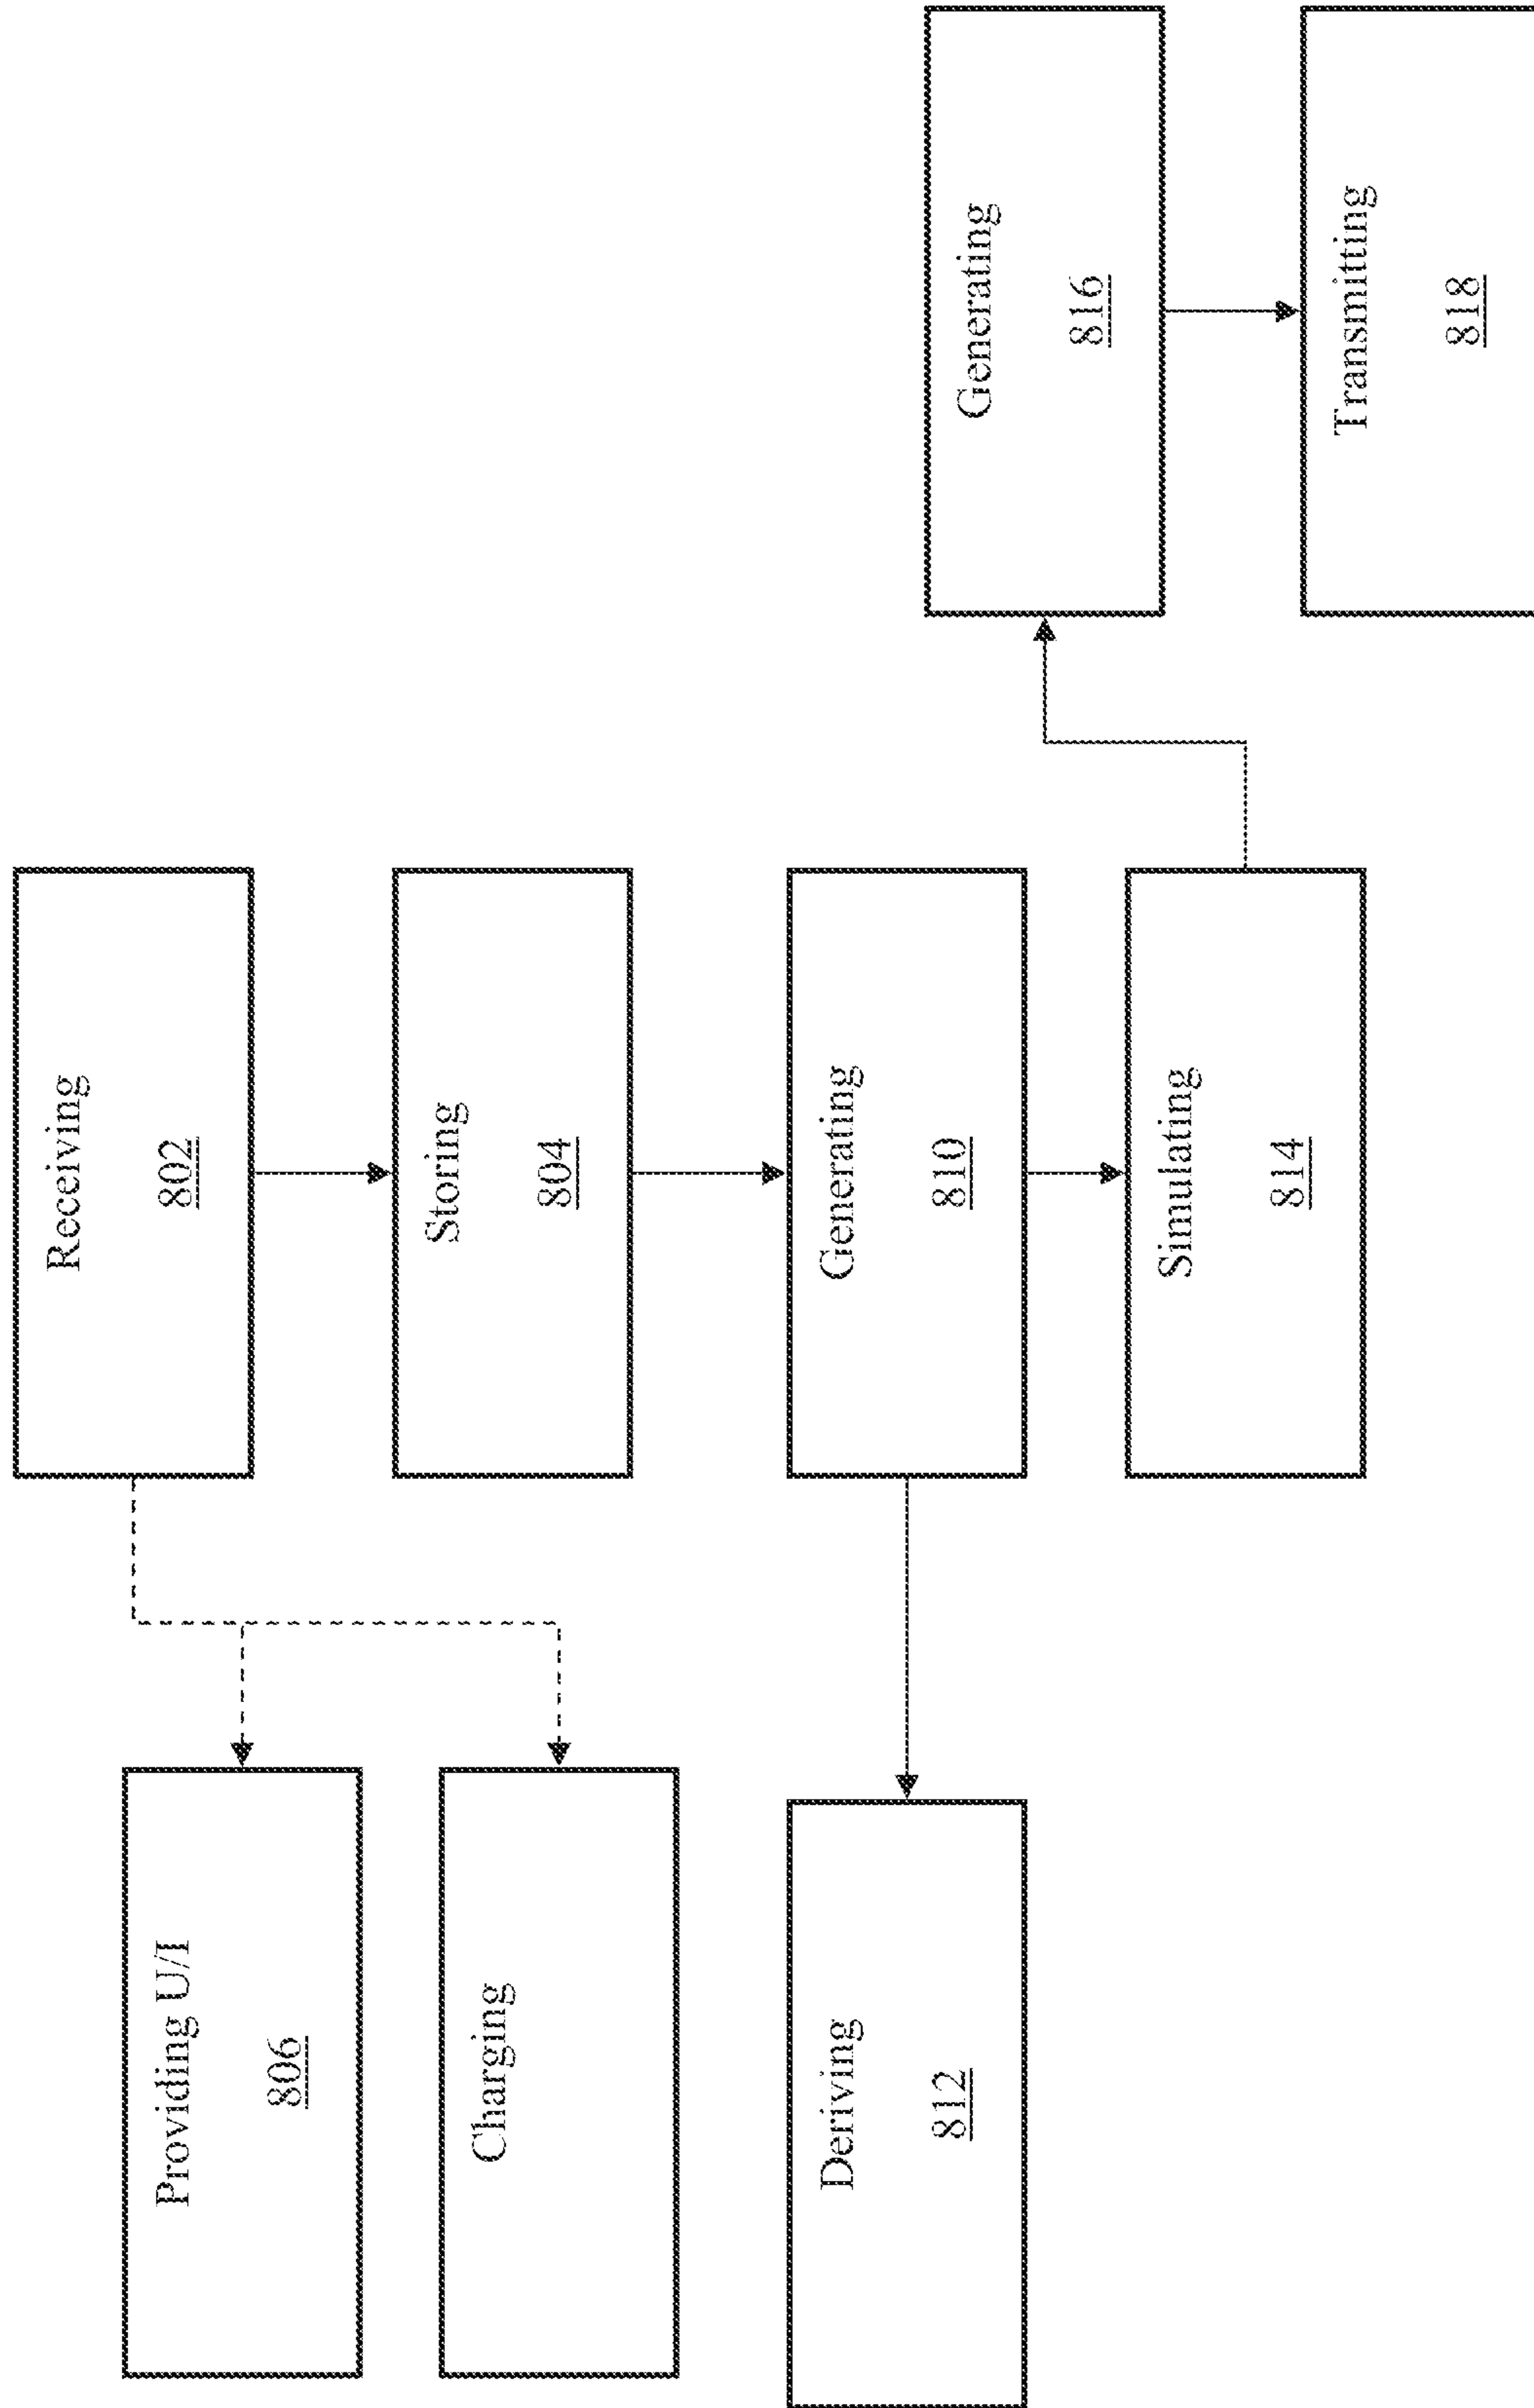 Receiving
802
Storing
804
Providing U/I
806
Charging
Generating
810
Deriving
812
Simulating
814
Generating
816
Transmitting
818